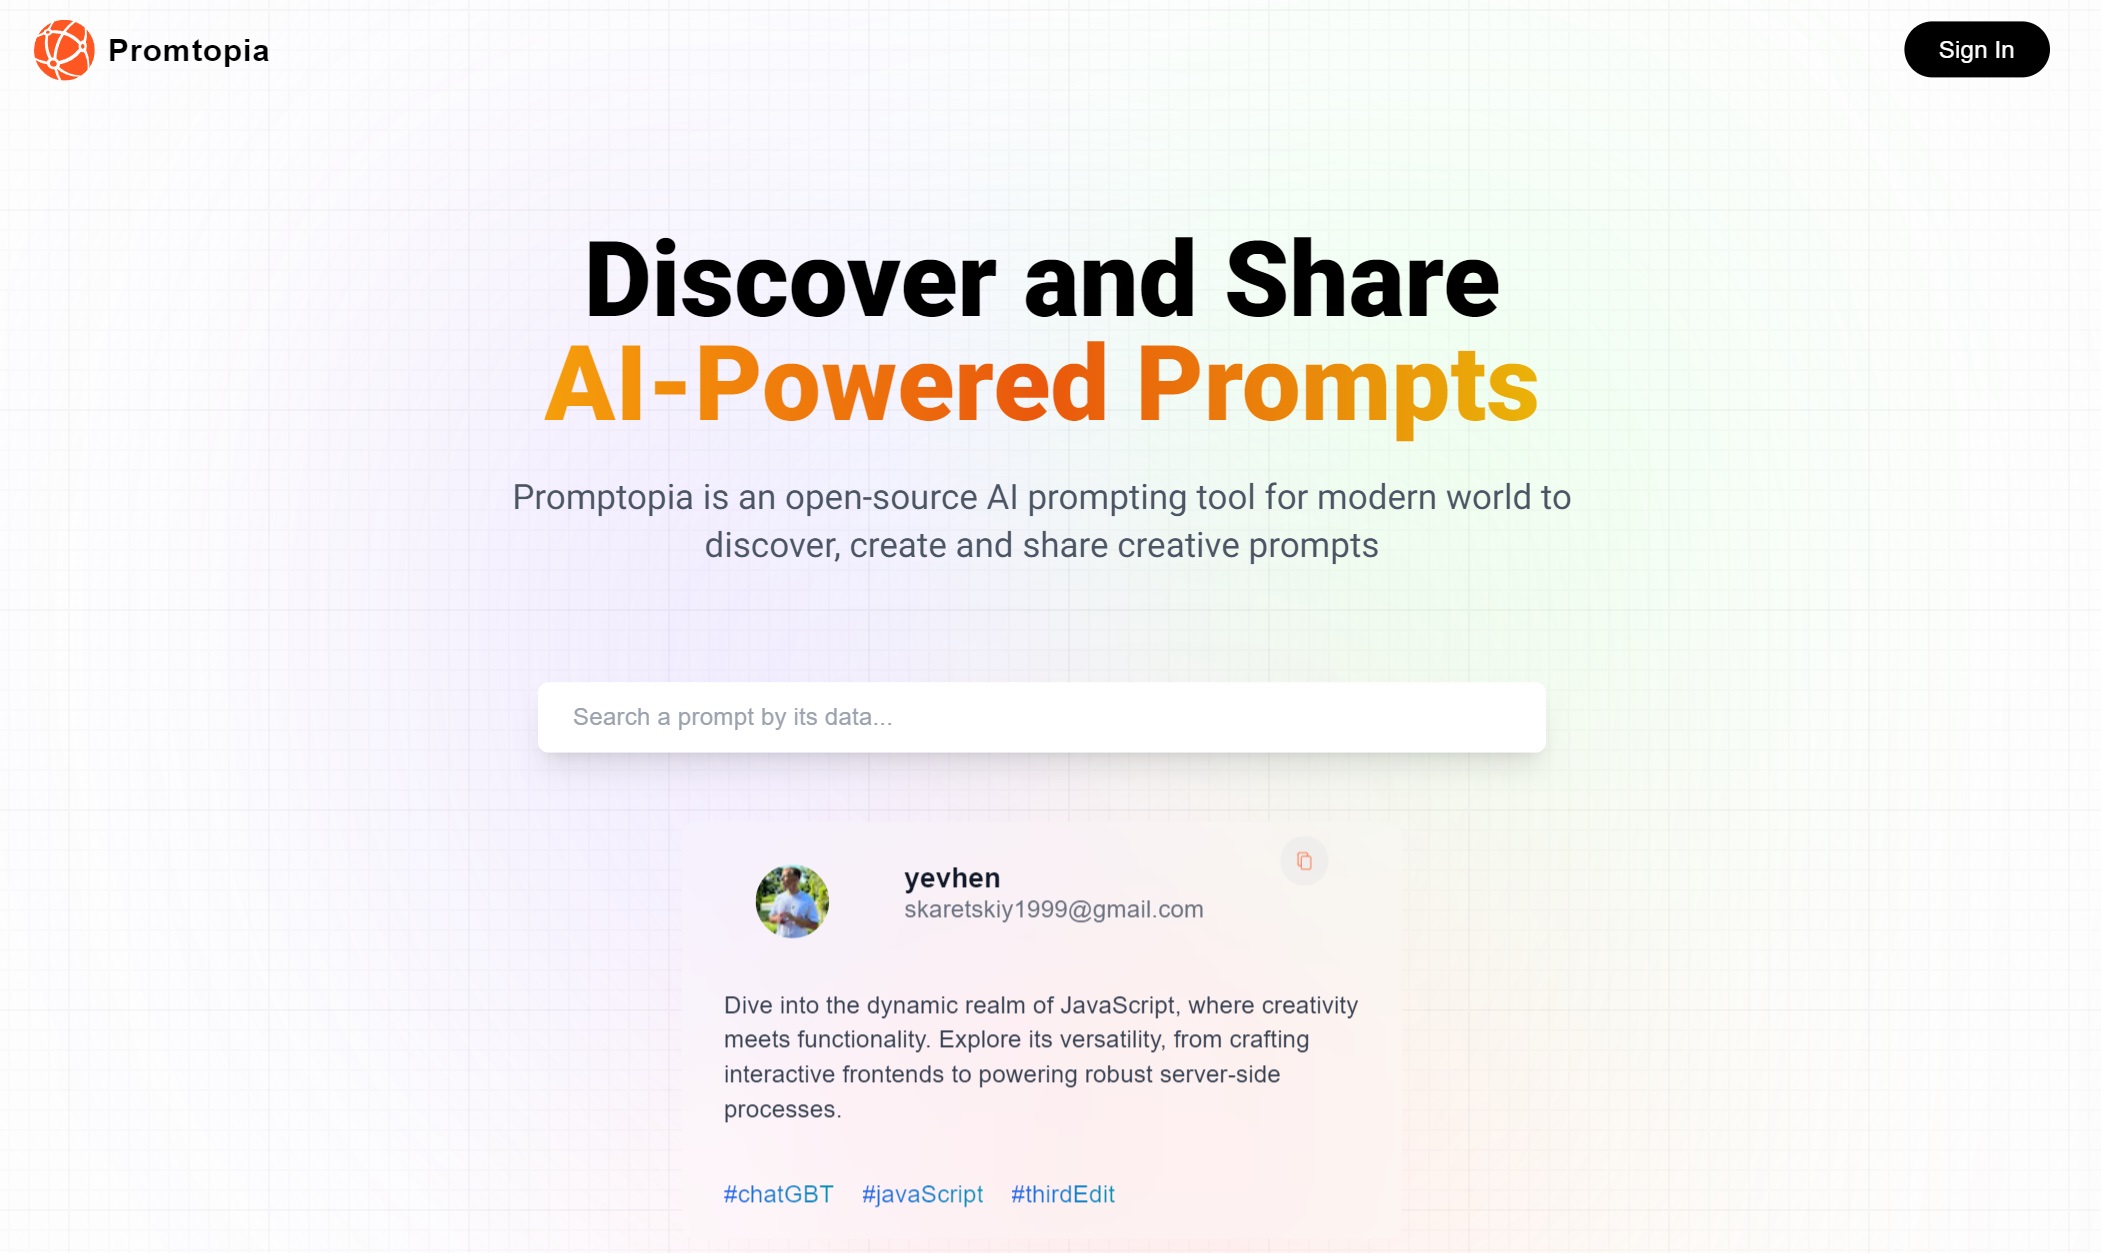 Promtopia
Sign In
Discover and Share
AI-Powered Prompts
Promptopia is an open-source AI prompting tool for modern world to
discover, create and share creative prompts
Search a prompt by its data...
yevhen
skaretskiy1999@gmail.com
Dive into the dynamic realm of JavaScript, where creativity
meets functionality. Explore its versatility, from crafting
interactive frontends to powering robust server-side
processes.
#chatGBT #javaScript #thirdEdit